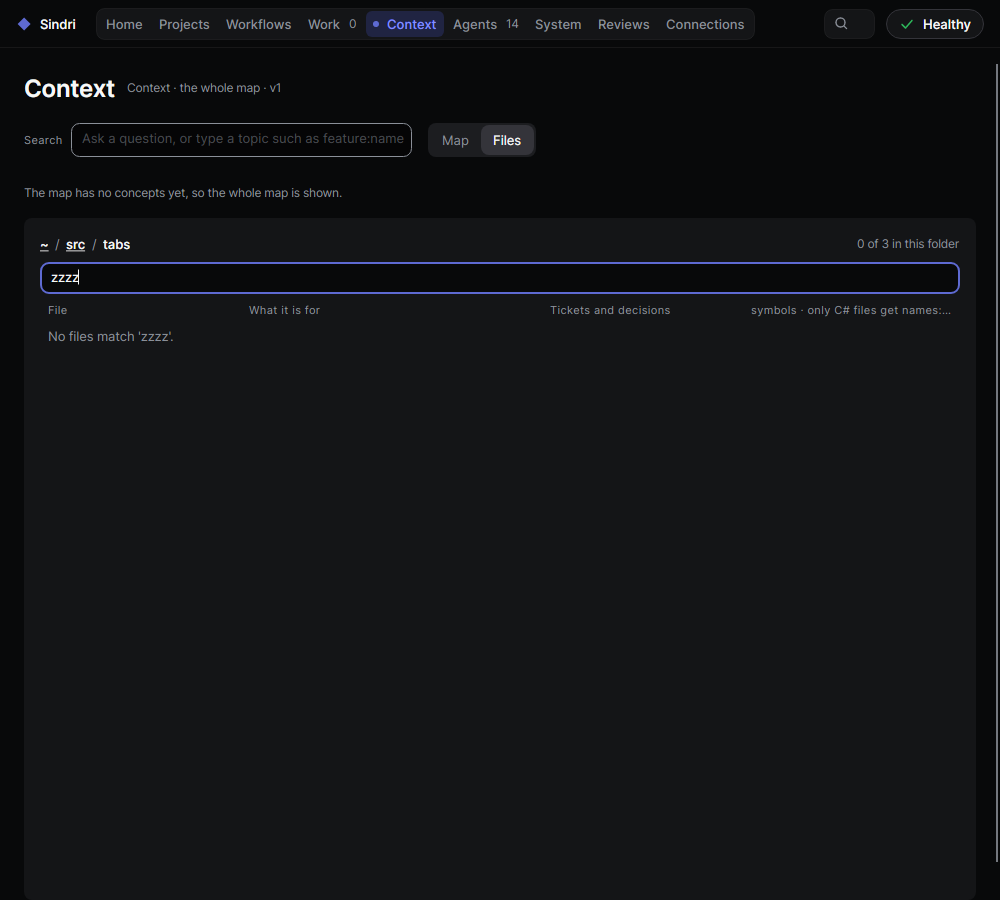 Sindri Home Projects Workflows Work 0 Context Agents 14 System Reviews Connections Healthy
Context Context · the whole map · v1
Search Ask a question, or type a topic such as feature:name Map Files
The map has no concepts yet, so the whole map is shown.
~ / src / tabs 0 of 3 in this folder
zzzz
File What it is for Tickets and decisions symbols · only C# files get names:...
No files match 'zzzz'.